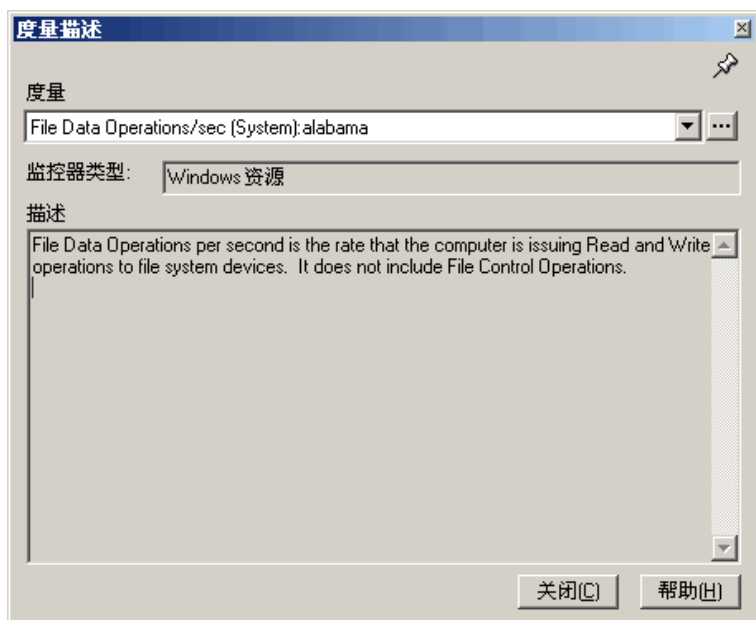 度量描述
度量
File Data Operations/sec (System):alabama
监控器类型:
Windows 资源
描述
File Data Operations per second is the rate that the computer is issuing Read and Write
operations to file system devices.  It does not include File Control Operations.
关闭(C)
帮助(H)